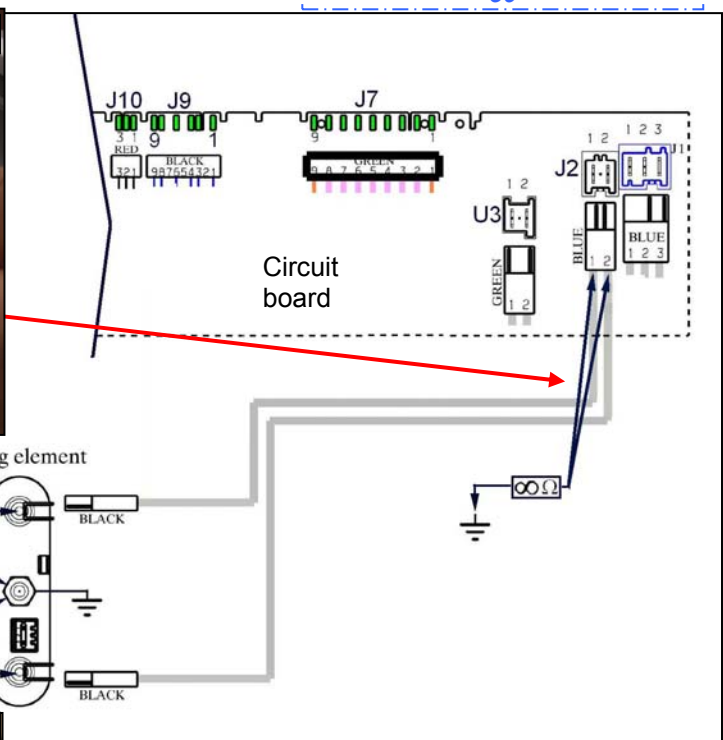 J10 J9 J7
3 1 9 1 9 1
RED
321
BLACK
987654321
GREEN
9 8 7 6 5 4 3 2 1
1 2 1 2 3
J2 J1
1 2
U3
BLUE
1 2
BLUE
1 2 3
GREEN
1 2
Circuit
board
g element
∞ Ω
BLACK
BLACK